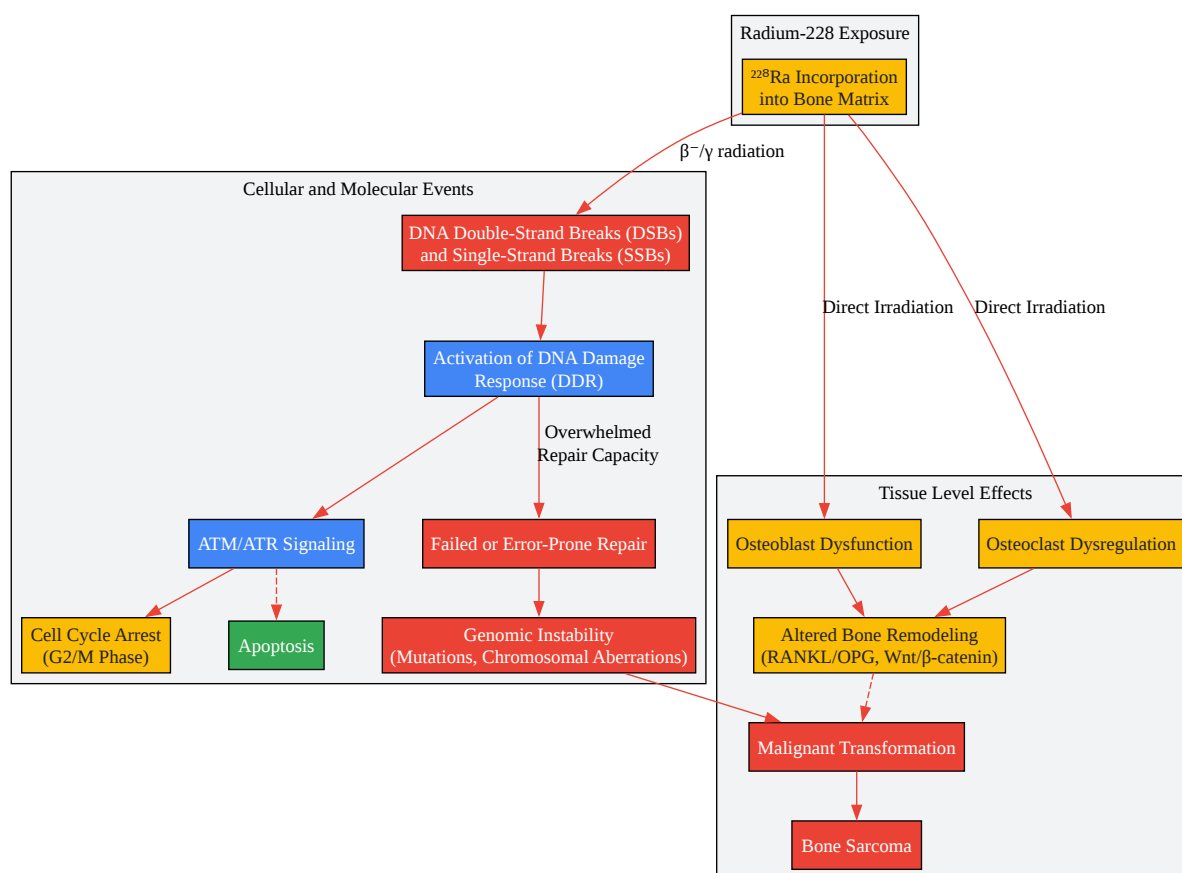 Radium-228 Exposure
²²⁸Ra Incorporation
into Bone Matrix
β⁻/γ radiation
Cellular and Molecular Events
DNA Double-Strand Breaks (DSBs)
and Single-Strand Breaks (SSBs)
Direct Irradiation
Direct Irradiation
Activation of DNA Damage
Response (DDR)
Overwhelmed
Repair Capacity
Tissue Level Effects
ATM/ATR Signaling
Failed or Error-Prone Repair
Osteoblast Dysfunction
Osteoclast Dysregulation
Cell Cycle Arrest
(G2/M Phase)
Apoptosis
Genomic Instability
(Mutations, Chromosomal Aberrations)
Altered Bone Remodeling
(RANKL/OPG, Wnt/β-catenin)
Malignant Transformation
Bone Sarcoma